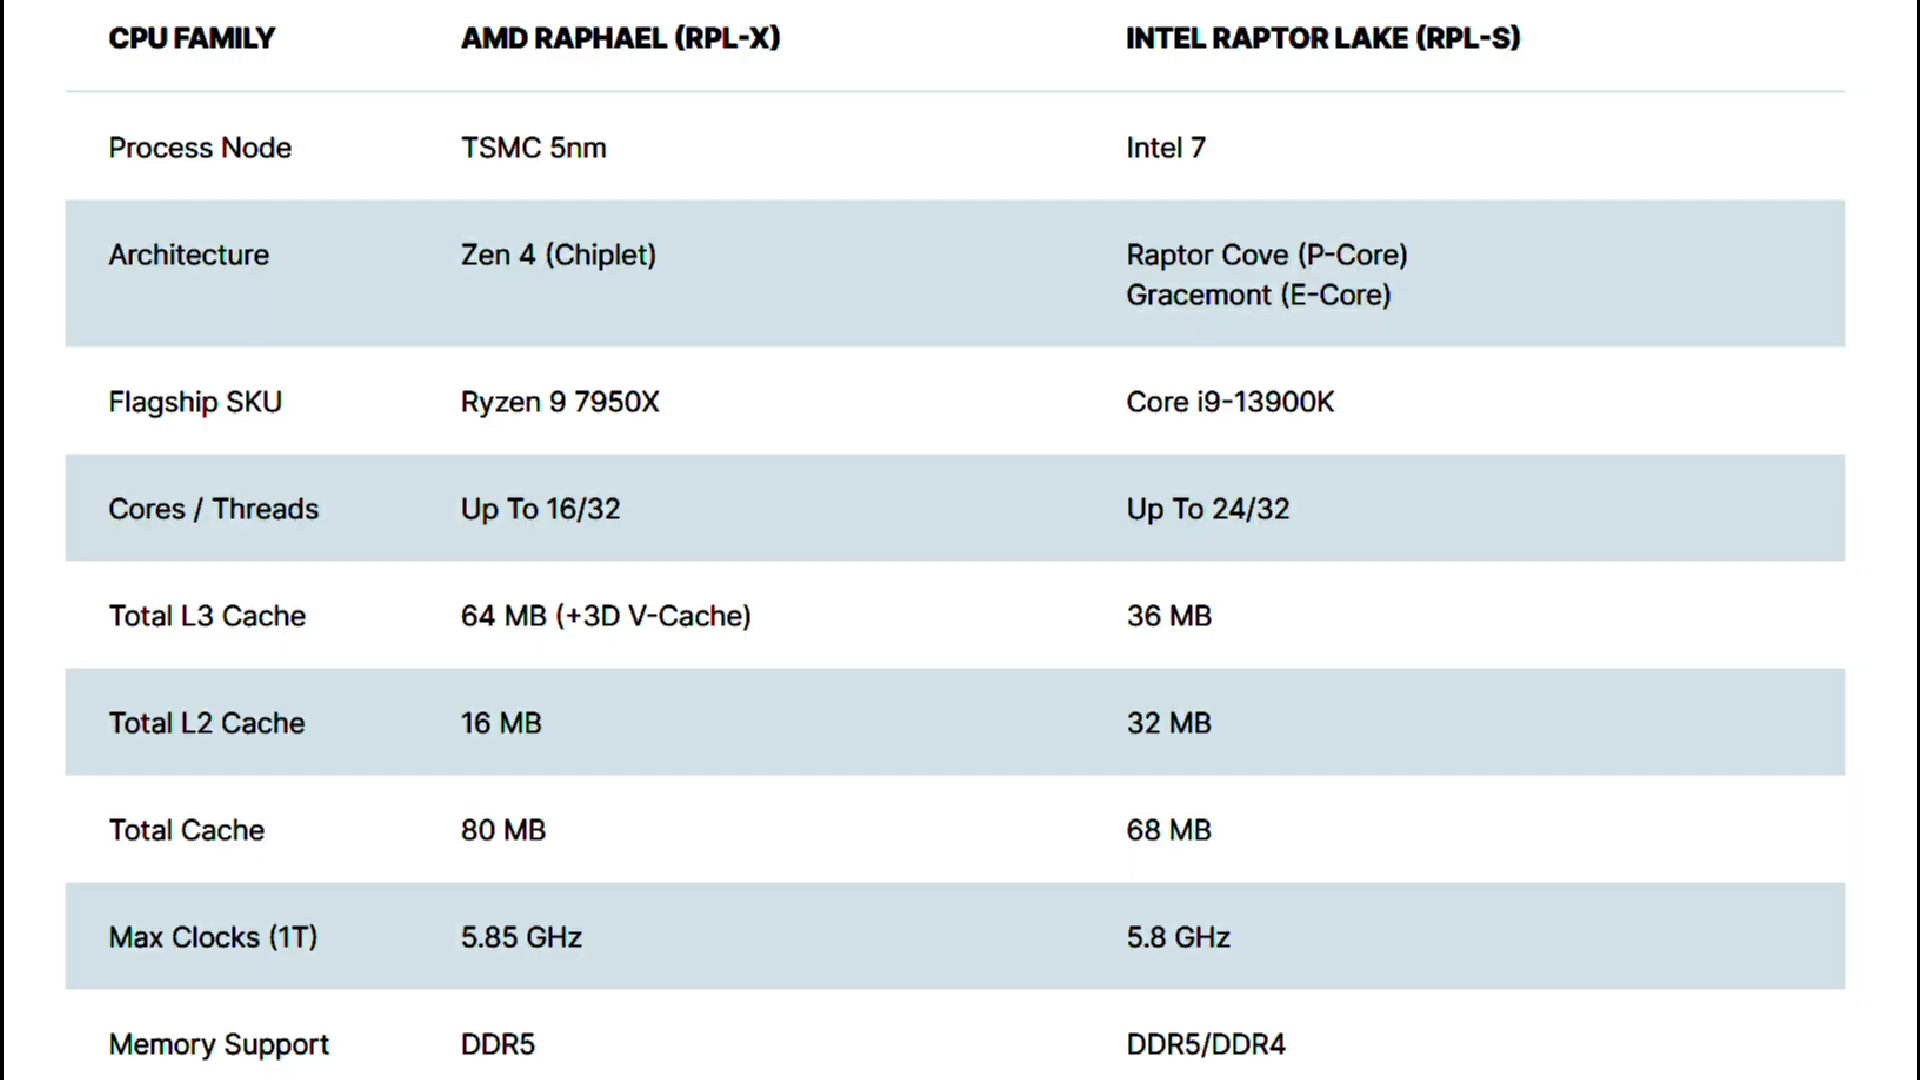 CPU FAMILY AMD RAPHAEL (RPL-X) INTEL RAPTOR LAKE (RPL-S)
Process Node TSMC 5nm Intel 7
Architecture Zen 4 (Chiplet) Raptor Cove (P-Core)
Gracemont (E-Core)
Flagship SKU Ryzen 9 7950X Core i9-13900K
Cores / Threads Up To 16/32 Up To 24/32
Total L3 Cache 64 MB (+3D V-Cache) 36 MB
Total L2 Cache 16 MB 32 MB
Total Cache 80 MB 68 MB
Max Clocks (1T) 5.85 GHz 5.8 GHz
Memory Support DDR5 DDR5/DDR4